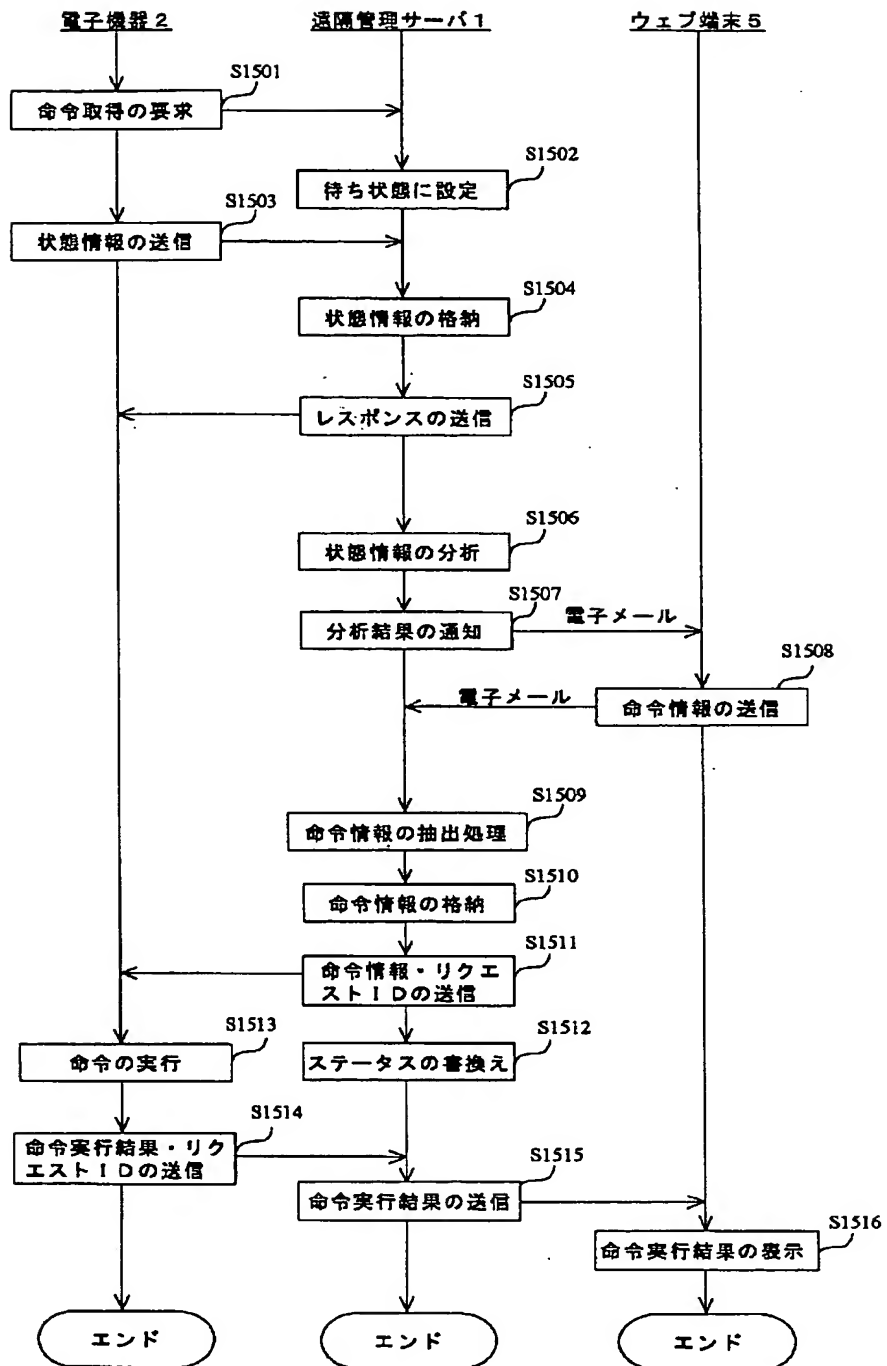 電子機器2
遠隔管理サーバ1
ウェブ端末5
S1501
命令取得の要求
S1502
待ち状態に設定
S1503
状態情報の送信
S1504
状態情報の格納
S1505
レスポンスの送信
S1506
状態情報の分析
S1507
分析結果の通知
電子メール
S1508
命令情報の送信
電子メール
S1509
命令情報の抽出処理
S1510
命令情報の格納
S1511
命令情報・リクエ
ストIDの送信
S1512
ステータスの書換え
S1513
命令の実行
S1514
命令実行結果・リク
エストIDの送信
S1515
命令実行結果の送信
S1516
命令実行結果の表示
エンド
エンド
エンド